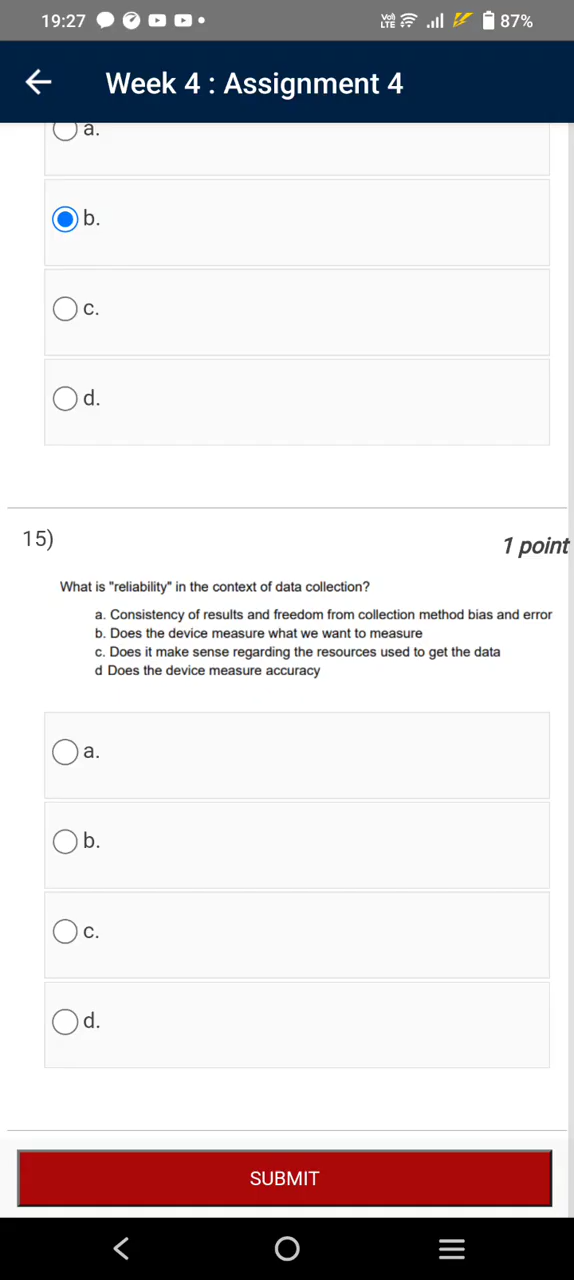 19:27
Vo) LTE
87%
Week 4 : Assignment 4
a.
b.
c.
d.
15)
1 point
What is "reliability" in the context of data collection?
a. Consistency of results and freedom from collection method bias and error
b. Does the device measure what we want to measure
c. Does it make sense regarding the resources used to get the data
d Does the device measure accuracy
a.
b.
c.
d.
SUBMIT